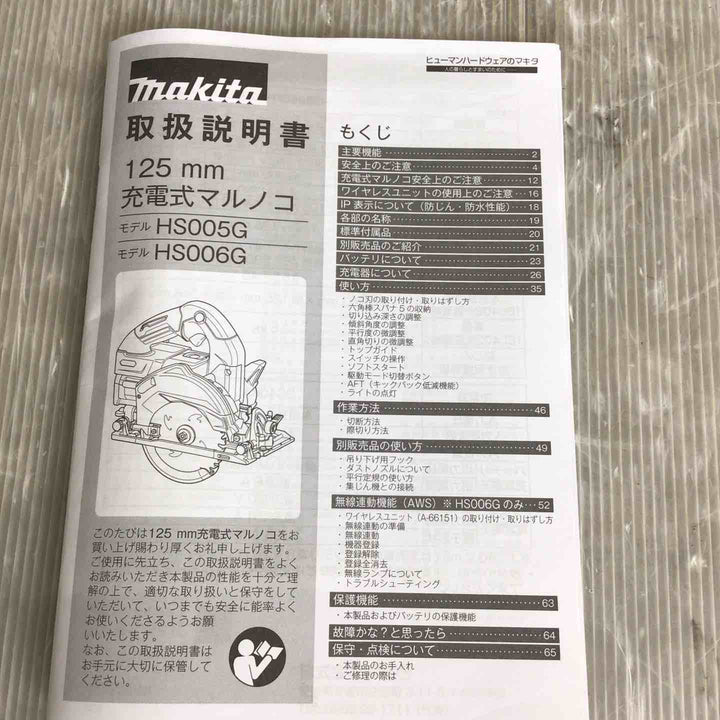 makita
取扱説明書
125 mm
充電式マルノコ
モデル HS005G
モデル HS006G
このたびは125 mm充電式マルノコをお
買い上げ賜わり厚くお礼申し上げます。
ご使用に先立ち、この取扱説明書をよく
お読みいただき本製品の性能を十分ご理
解の上で、適切な取り扱いと保守をして
いただいて、いつまでも安全に能率よく
お使いくださるようお願
いいたします。
なお、この取扱説明書は
お手元に大切に保管して
ください。
ヒューマンハードウェアのマキタ
人の暮らしとすまいのために
もくじ
主要機能 2
安全上のご注意 4
充電式マルノコ安全上のご注意 12
ワイヤレスユニットの使用上のご注意 16
IP 表示について（防じん・防水性能） 18
各部の名称 19
標準付属品 20
別販売品のご紹介 21
バッテリについて 23
充電器について 26
使い方 35
・ノコ刃の取り付け・取りはずし方
・六角棒スパナ 5 の収納
・切り込み深さの調整
・傾斜角度の調整
・平行度の微調整
・直角切りの微調整
・トップガイド
・スイッチの操作
・ソフトスタート
・駆動モード切替ボタン
・AFT（キックバック低減機能）
・ライトの点灯
作業方法 46
・切断方法
・際切り方法
別販売品の使い方 49
・吊り下げ用フック
・ダストノズルについて
・平行定規の使い方
・集じん機との接続
無線連動機能（AWS）※ HS006G のみ 52
・ワイヤレスユニット（A-66151）の取り付け・取りはずし方
・無線連動の準備
・無線連動
・機器登録
・登録解除
・登録全消去
・無線ランプについて
・トラブルシューティング
保護機能 63
・本製品およびバッテリの保護機能
故障かな？と思ったら 64
保守・点検について 65
・本製品のお手入れ
・ご修理の際は